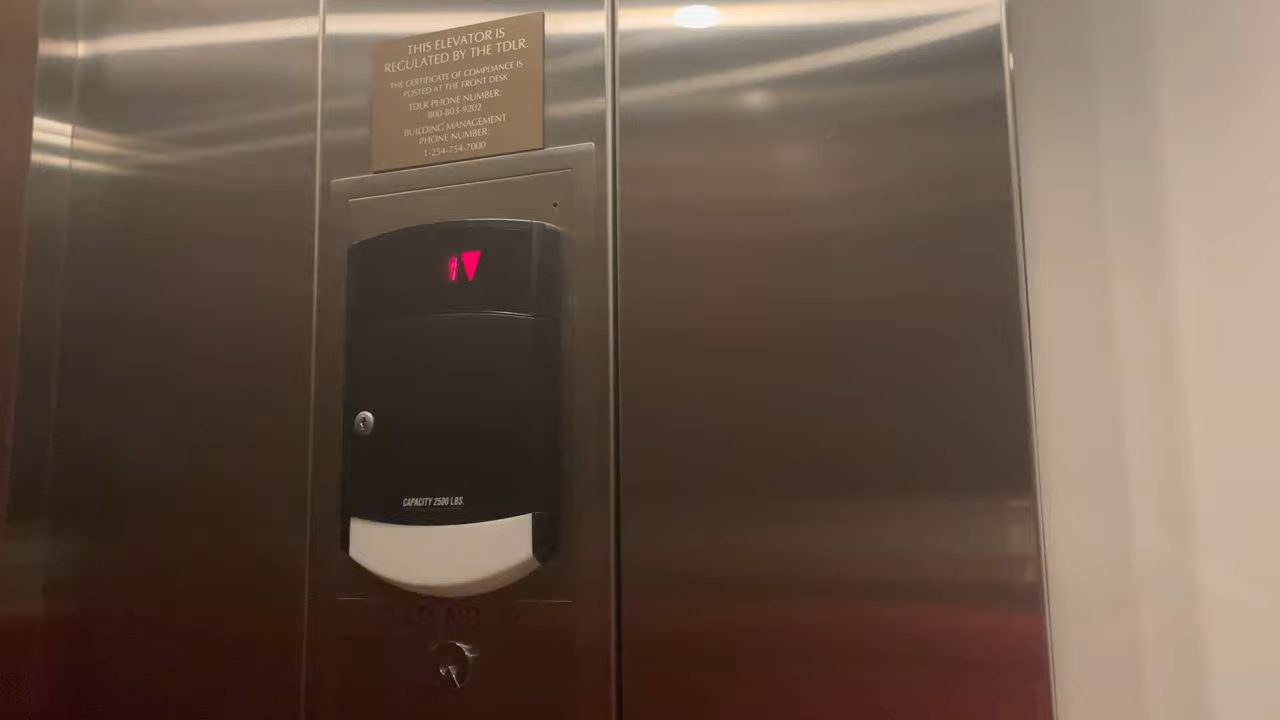 THIS ELEVATOR IS
REGULATED BY THE TDLR.
THE CERTIFICATE OF COMPLIANCE IS
POSTED AT THE FRONT DESK
TDLR PHONE NUMBER:
800-803-9202
BUILDING MANAGEMENT
PHONE NUMBER:
1-254-754-7000
1
CAPACITY 2500 LBS.